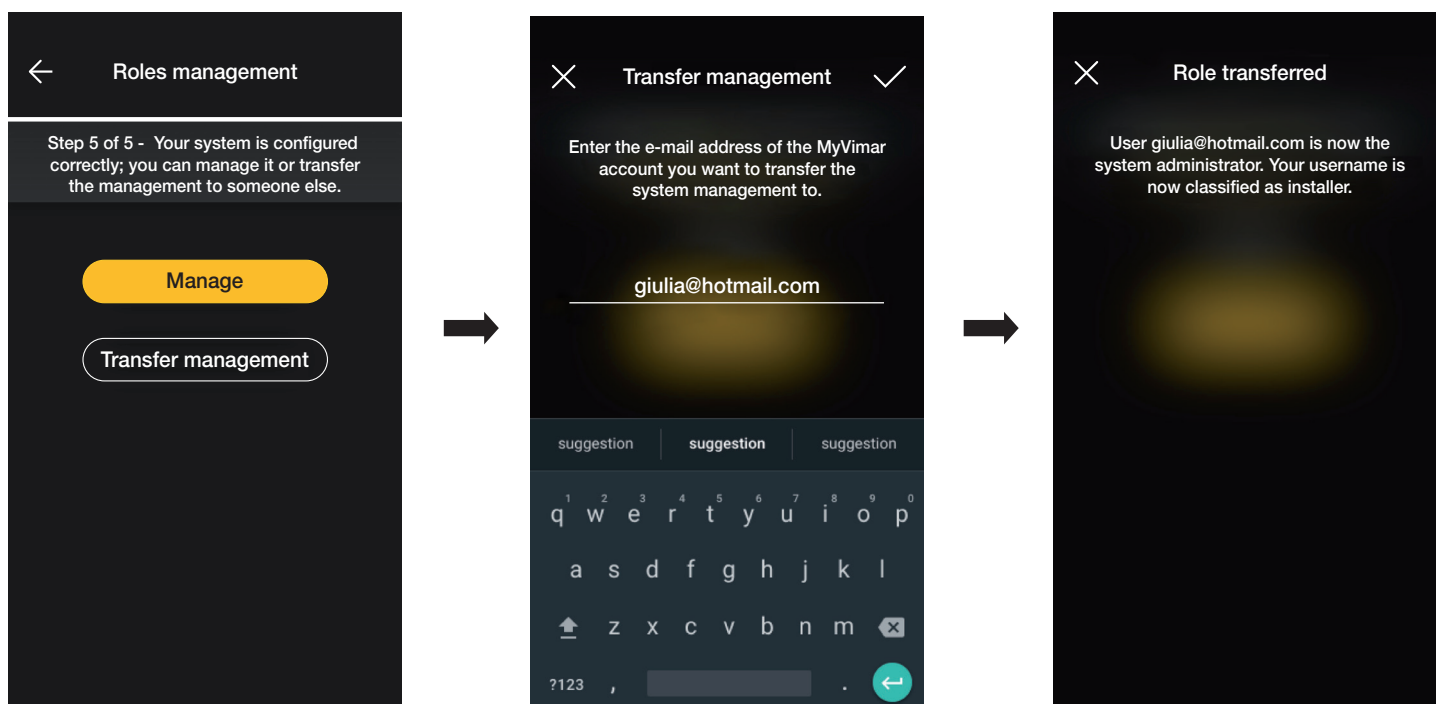 Roles management
Step 5 of 5 - Your system is configured
correctly; you can manage it or transfer
the management to someone else.
Manage
Transfer management
Transfer management
Enter the e-mail address of the MyVimar
account you want to transfer the
system management to.
giulia@hotmail.com
suggestion suggestion suggestion
1 2 3 4 5 6 7 8 9 0
q w e r t y u i o p
a s d f g h j k l
z x c v b n m
?123 , .
Role transferred
User giulia@hotmail.com is now the
system administrator. Your username is
now classified as installer.